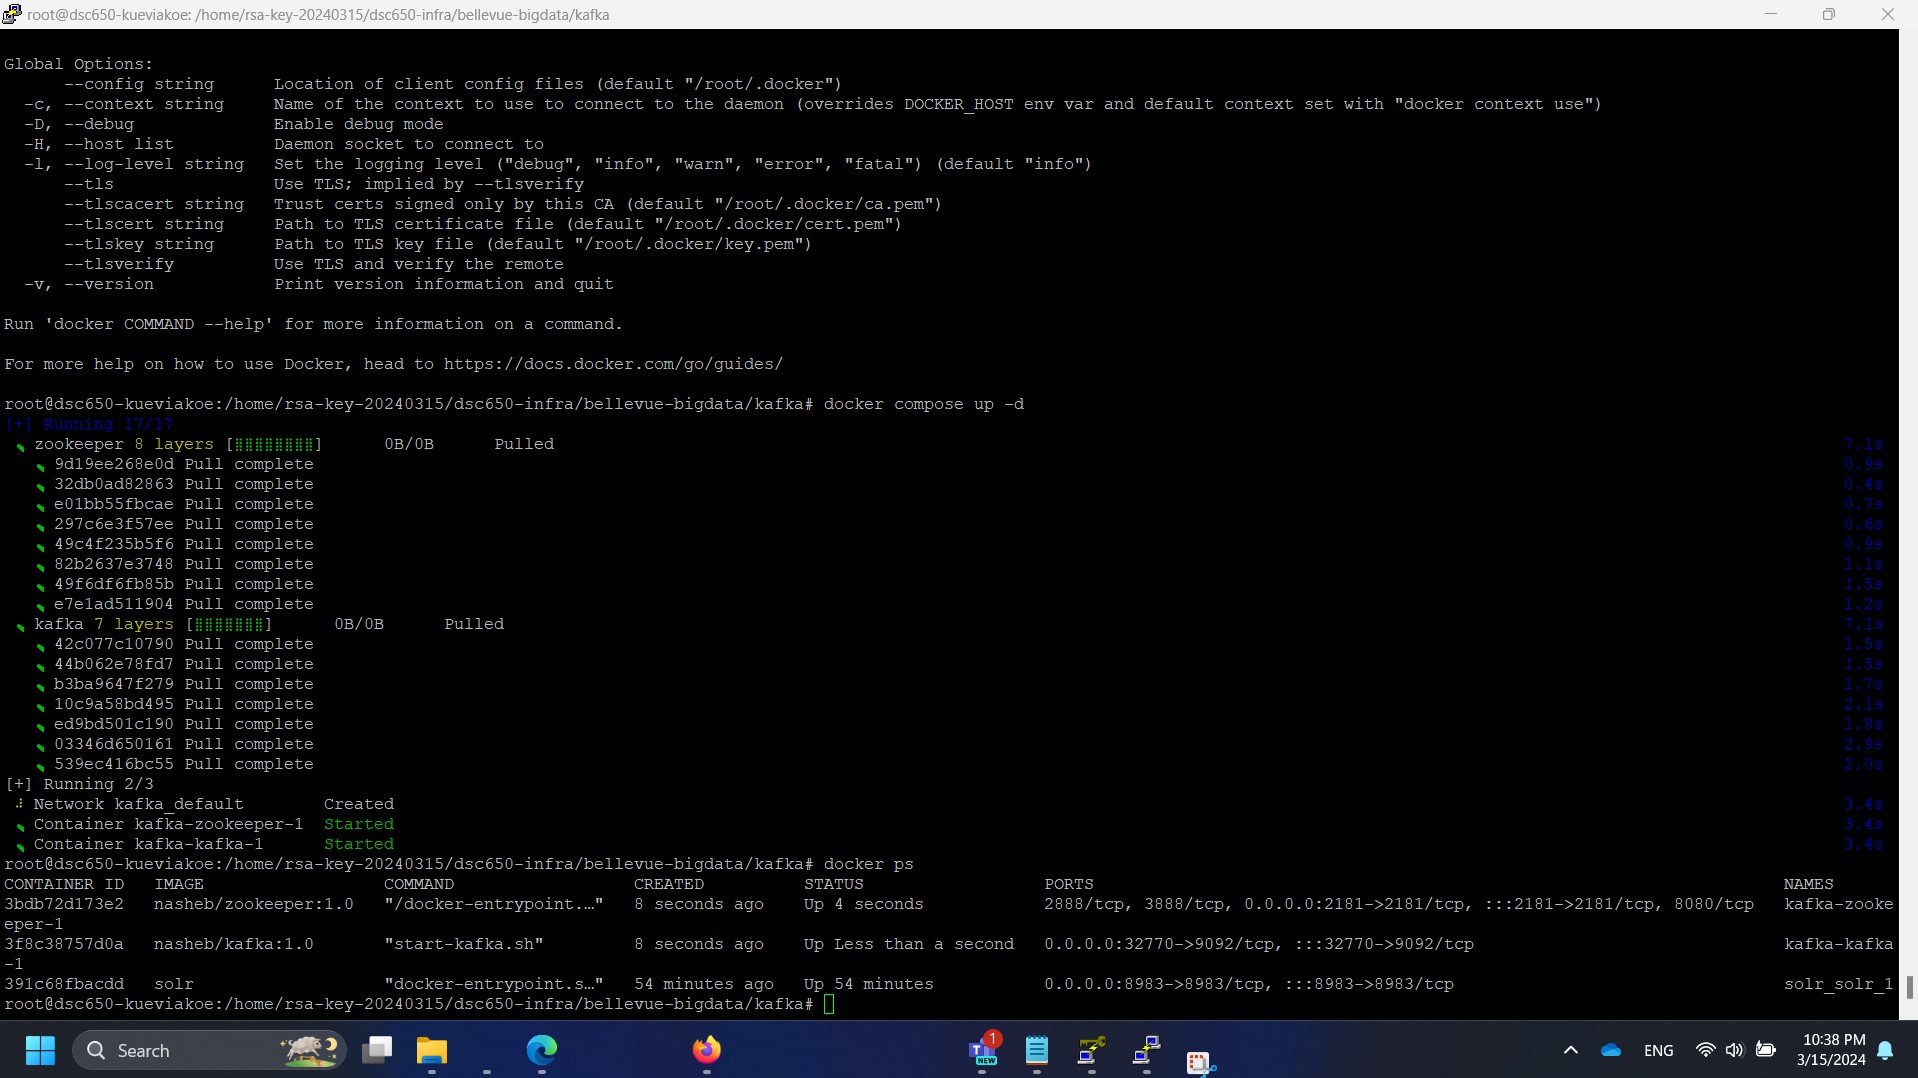 root@dsc650-kueviakoe: /home/rsa-key-20240315/dsc650-infra/bellevue-bigdata/kafka
Global Options:
--config string Location of client config files (default "/root/.docker")
-c, --context string Name of the context to use to connect to the daemon (overrides DOCKER_HOST env var and default context set with "docker context use")
-D, --debug Enable debug mode
-H, --host list Daemon socket to connect to
-l, --log-level string Set the logging level ("debug", "info", "warn", "error", "fatal") (default "info")
--tls Use TLS; implied by --tlsverify
--tlscacert string Trust certs signed only by this CA (default "/root/.docker/ca.pem")
--tlscert string Path to TLS certificate file (default "/root/.docker/cert.pem")
--tlskey string Path to TLS key file (default "/root/.docker/key.pem")
--tlsverify Use TLS and verify the remote
-v, --version Print version information and quit
Run 'docker COMMAND --help' for more information on a command.
For more help on how to use Docker, head to https://docs.docker.com/go/guides/
root@dsc650-kueviakoe:/home/rsa-key-20240315/dsc650-infra/bellevue-bigdata/kafka# docker compose up -d
[+] Running 17/17
zookeeper 8 layers [⣿⣿⣿⣿⣿⣿⣿⣿] 0B/0B Pulled 7.1s
9d19ee268e0d Pull complete 0.9s
32db0ad82863 Pull complete 0.4s
e01bb55fbcae Pull complete 0.7s
297c6e3f57ee Pull complete 0.6s
49c4f235b5f6 Pull complete 0.9s
82b2637e3748 Pull complete 1.1s
49f6df6fb85b Pull complete 1.5s
e7e1ad511904 Pull complete 1.2s
kafka 7 layers [⣿⣿⣿⣿⣿⣿⣿] 0B/0B Pulled 7.1s
42c077c10790 Pull complete 1.5s
44b062e78fd7 Pull complete 1.5s
b3ba9647f279 Pull complete 1.7s
10c9a58bd495 Pull complete 2.1s
ed9bd501c190 Pull complete 1.8s
03346d650161 Pull complete 2.9s
539ec416bc55 Pull complete 2.0s
[+] Running 2/3
Network kafka_default Created 3.4s
Container kafka-zookeeper-1 Started 3.4s
Container kafka-kafka-1 Started 3.4s
root@dsc650-kueviakoe:/home/rsa-key-20240315/dsc650-infra/bellevue-bigdata/kafka# docker ps
CONTAINER ID IMAGE COMMAND CREATED STATUS PORTS NAMES
3bdb72d173e2 nasheb/zookeeper:1.0 "/docker-entrypoint.…" 8 seconds ago Up 4 seconds 2888/tcp, 3888/tcp, 0.0.0.0:2181->2181/tcp, :::2181->2181/tcp, 8080/tcp kafka-zooke
eper-1
3f8c38757d0a nasheb/kafka:1.0 "start-kafka.sh" 8 seconds ago Up Less than a second 0.0.0.0:32770->9092/tcp, :::32770->9092/tcp kafka-kafka
-1
391c68fbacdd solr "docker-entrypoint.s…" 54 minutes ago Up 54 minutes 0.0.0.0:8983->8983/tcp, :::8983->8983/tcp solr_solr_1
root@dsc650-kueviakoe:/home/rsa-key-20240315/dsc650-infra/bellevue-bigdata/kafka#
Search
1
NEW
ENG
10:38 PM
3/15/2024